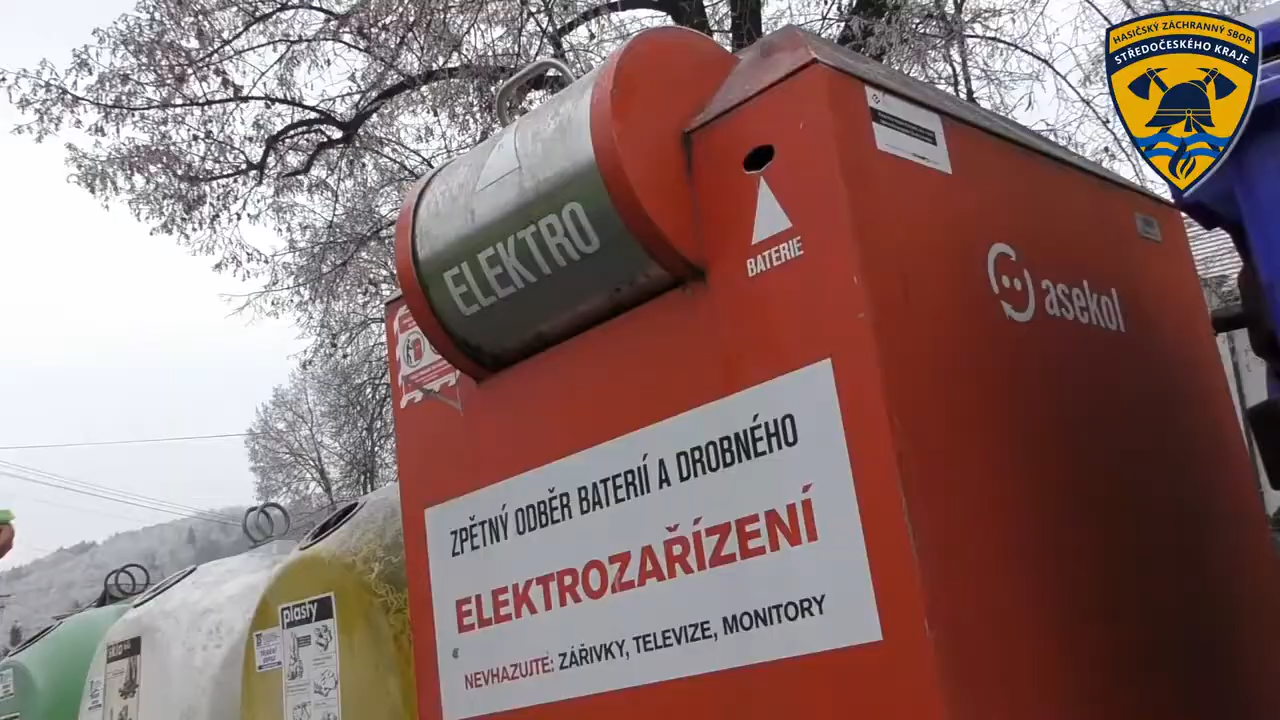 HASIČSKÝ ZÁCHRANNÝ SBOR
STŘEDOČESKÉHO KRAJE
ELEKTRO
BATERIE
asekol
ZPĚTNÝ ODBĚR BATERIÍ A DROBNÉHO
ELEKTROZAŘÍZENÍ
NEVHAZUJTE: ZÁŘIVKY, TELEVIZE, MONITORY
plasty